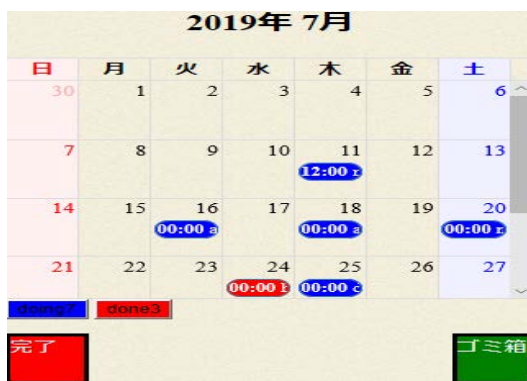 2019年 7月
日 月 火 水 木 金 土
30 1 2 3 4 5 6
7 8 9 10 11 12 13
12:00 r
14 15 16 17 18 19 20
00:00 a 00:00 a 00:00 r
21 22 23 24 25 26 27
00:00 00:00 c
doing7 done3
完了 ゴミ箱